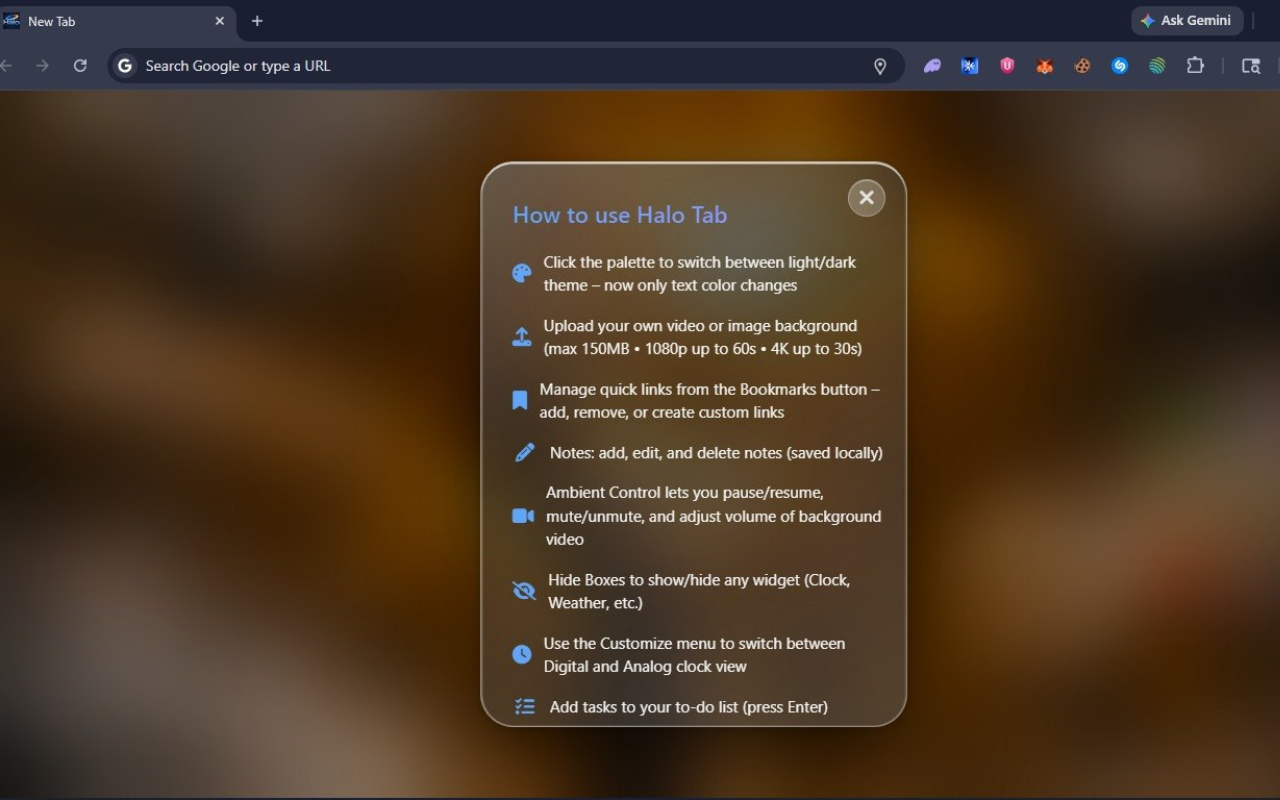 New Tab
Ask Gemini
Search Google or type a URL
How to use Halo Tab
Click the palette to switch between light/dark
theme – now only text color changes
Upload your own video or image background
(max 150MB • 1080p up to 60s • 4K up to 30s)
Manage quick links from the Bookmarks button –
add, remove, or create custom links
Notes: add, edit, and delete notes (saved locally)
Ambient Control lets you pause/resume,
mute/unmute, and adjust volume of background
video
Hide Boxes to show/hide any widget (Clock,
Weather, etc.)
Use the Customize menu to switch between
Digital and Analog clock view
Add tasks to your to-do list (press Enter)